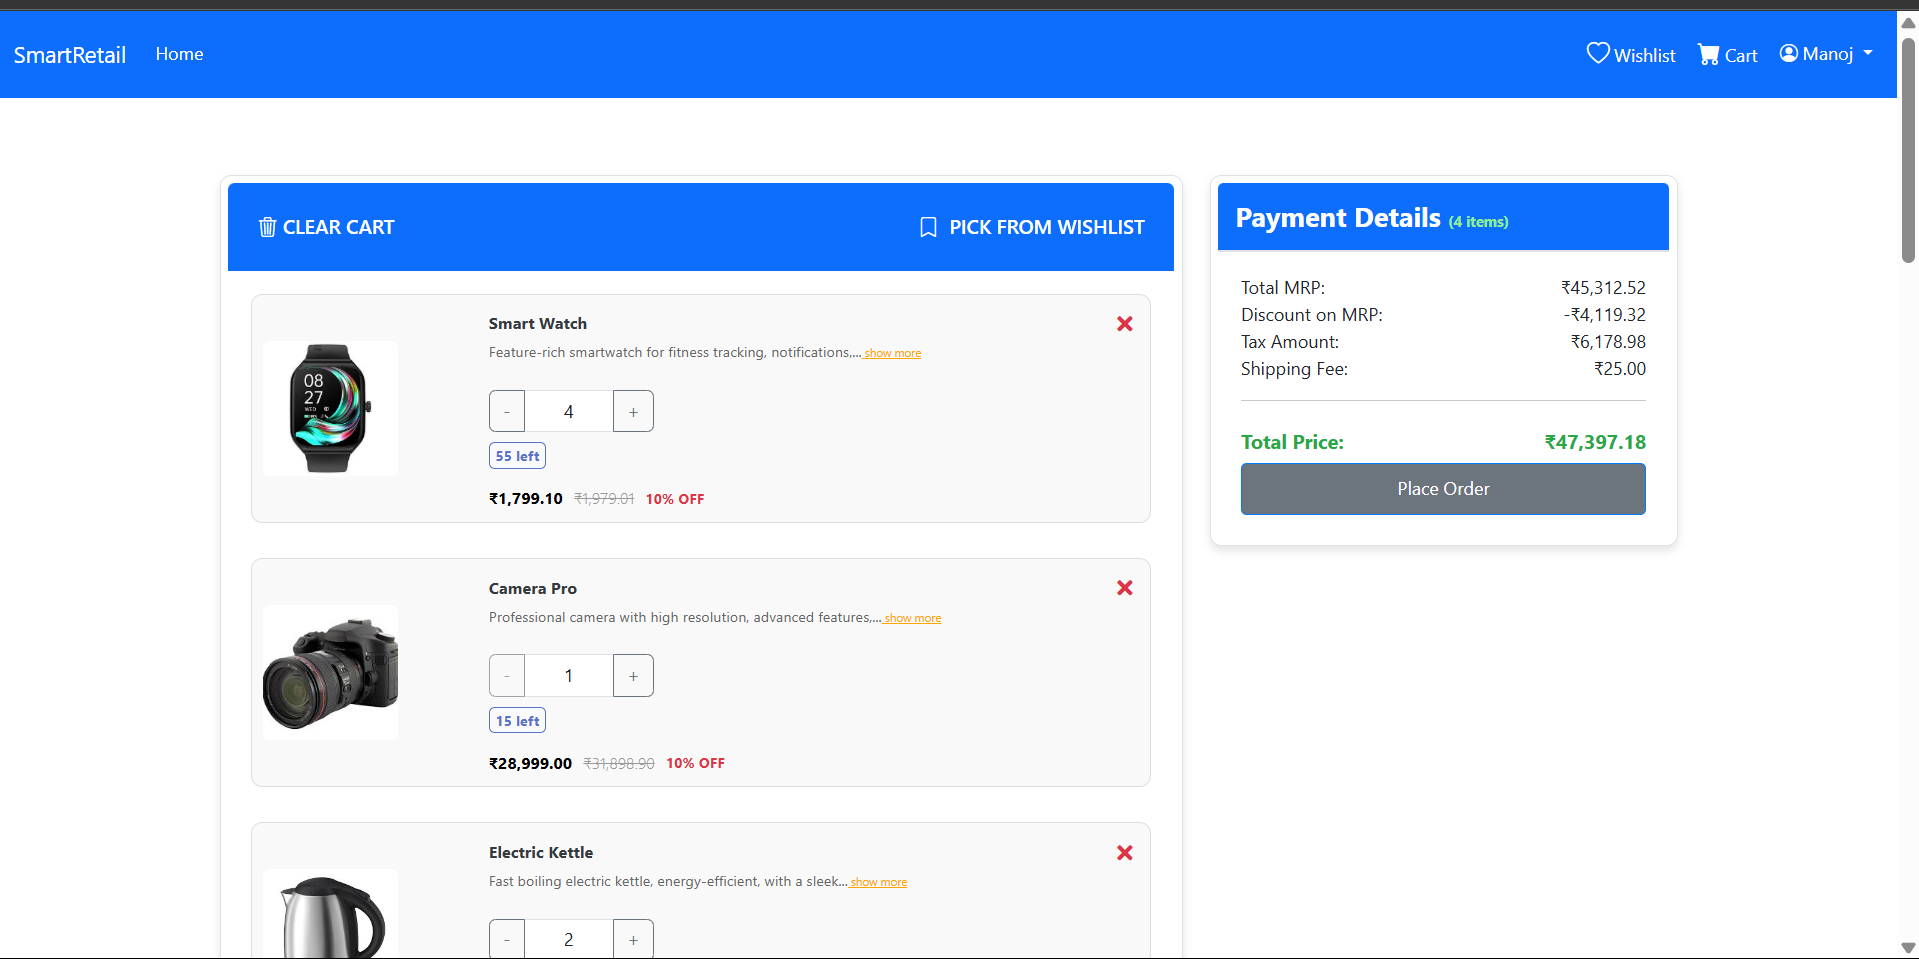 SmartRetail Home Wishlist Cart Manoj
CLEAR CART PICK FROM WISHLIST
Smart Watch
Feature-rich smartwatch for fitness tracking, notifications,... show more
08
27
WED
- 4 +
55 left
₹1,799.10 ₹1,979.01 10% OFF
Camera Pro
Professional camera with high resolution, advanced features,... show more
- 1 +
15 left
₹28,999.00 ₹31,898.90 10% OFF
Electric Kettle
Fast boiling electric kettle, energy-efficient, with a sleek... show more
- 2 +
Payment Details (4 items)
Total MRP: ₹45,312.52
Discount on MRP: -₹4,119.32
Tax Amount: ₹6,178.98
Shipping Fee: ₹25.00
Total Price: ₹47,397.18
Place Order